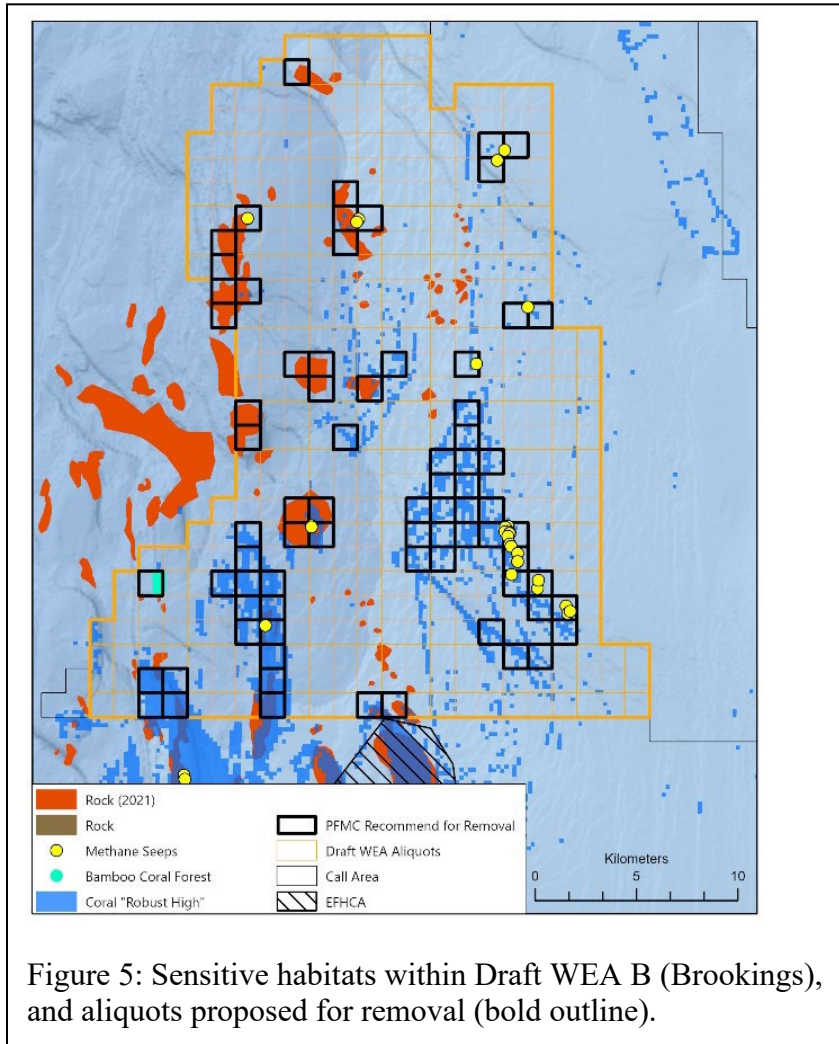 Rock (2021)
Rock
Methane Seeps
Bamboo Coral Forest
Coral "Robust High"
PFMC Recommend for Removal
Draft WEA Aliquots
Call Area
EFHCA
Kilometers
0 5 10
Figure 5: Sensitive habitats within Draft WEA B (Brookings),
and aliquots proposed for removal (bold outline).